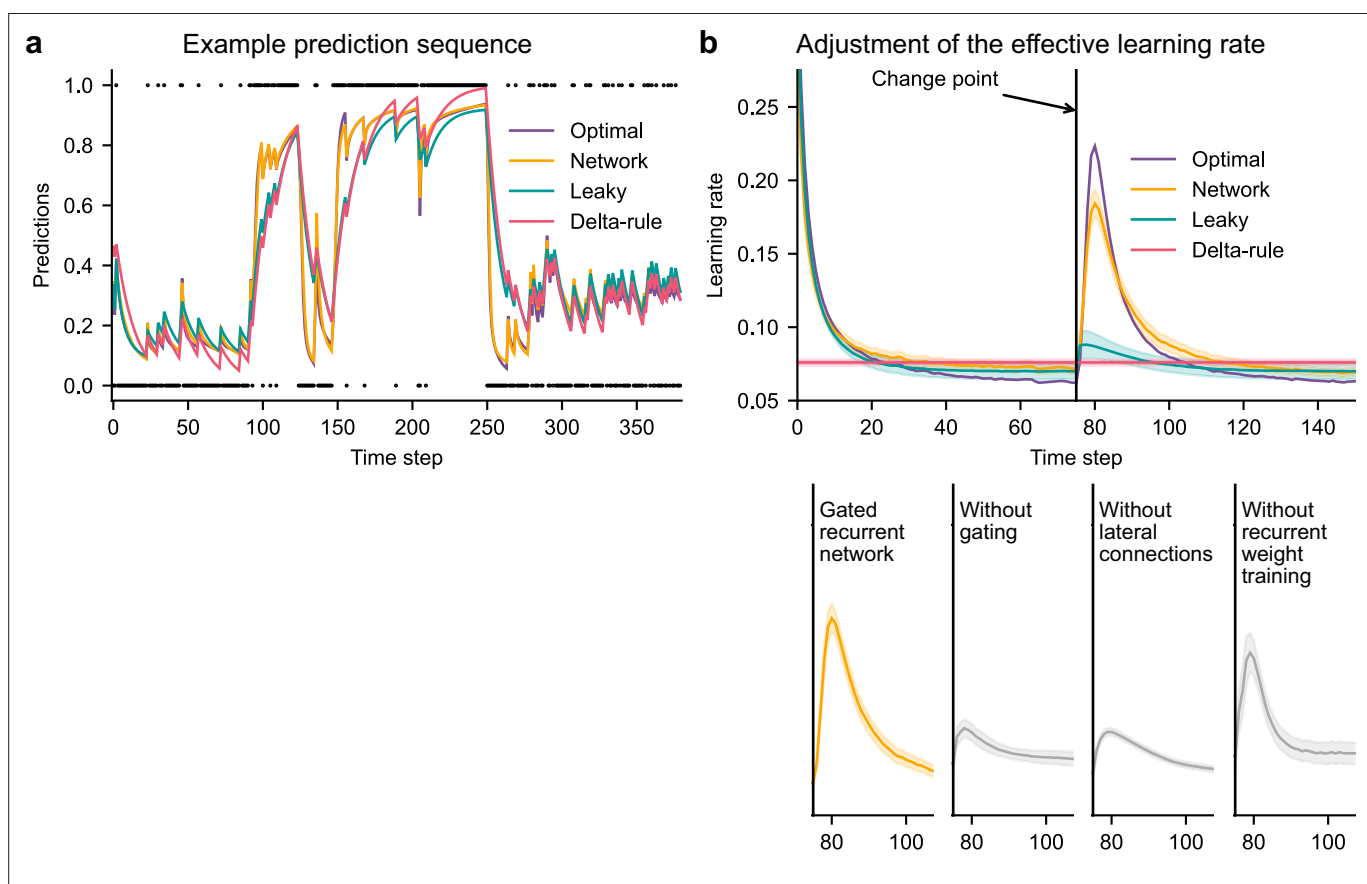 a
Example prediction sequence
1.0
0.8
0.6
0.4
0.2
0.0
Predictions
Optimal
Network
Leaky
Delta-rule
0
50
100
150
200
250
300
350
Time step
b
Adjustment of the effective learning rate
Change point
0.25
0.20
0.15
0.10
0.05
Learning rate
Optimal
Network
Leaky
Delta-rule
0
20
40
60
80
100
120
140
Time step
Gated
recurrent
network
80
100
Without
gating
80
100
Without
lateral
connections
80
100
Without
recurrent
weight
training
80
100